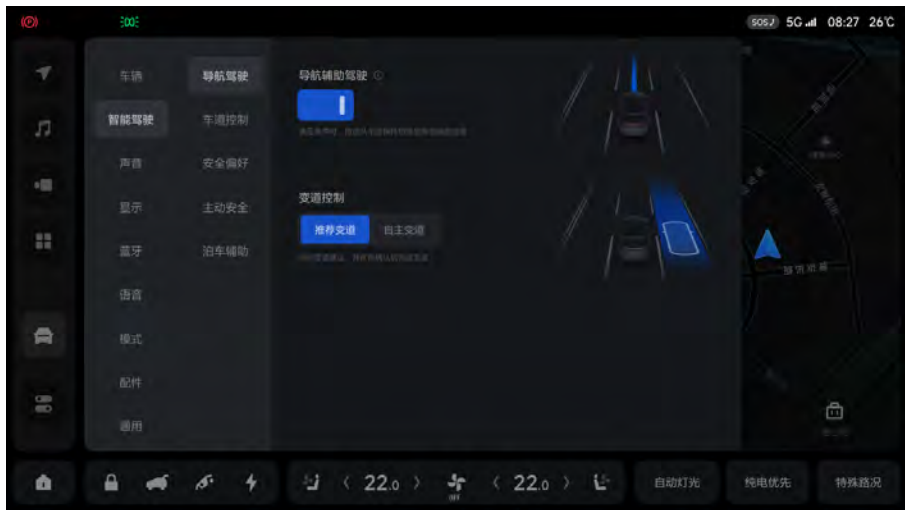 (P)
SOS
5G
08:27
26℃
车辆
导航驾驶
导航辅助驾驶
智能驾驶
车道控制
声音
安全偏好
变道控制
显示
主动安全
推荐变道
自主变道
蓝牙
泊车辅助
语音
模式
配件
通用
22.0
OFF
22.0
自动灯光
纯电优先
特殊路况